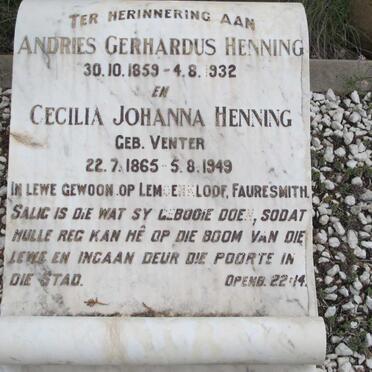 TER HERINNERING AAN
ANDRIES GERHARDUS HENNING
30.10.1859 - 4.8.1932
EN
CECILIA JOHANNA HENNING
GEB. VENTER
22.7.1865 - 5.8.1949
IN LEWE GEWOON OP FAURESMITH.
SALIG IS DIE WAT SY GEBOOIE DOEN, SODAT
HULLE REG KAN HÊ OP DIE BOOM VAN DIE
LEWE EN INGAAN DEUR DIE POORTE IN
DIE STAD. OPENB. 22:14.